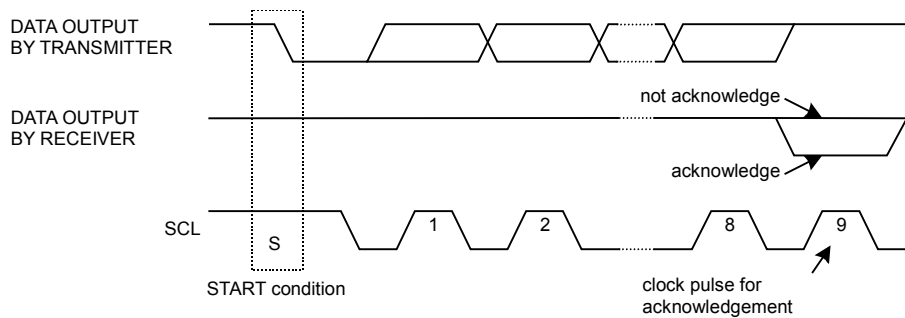 DATA OUTPUT
BY TRANSMITTER
not acknowledge
DATA OUTPUT
BY RECEIVER
acknowledge
SCL
S
1
2
8
9
START condition
clock pulse for
acknowledgement